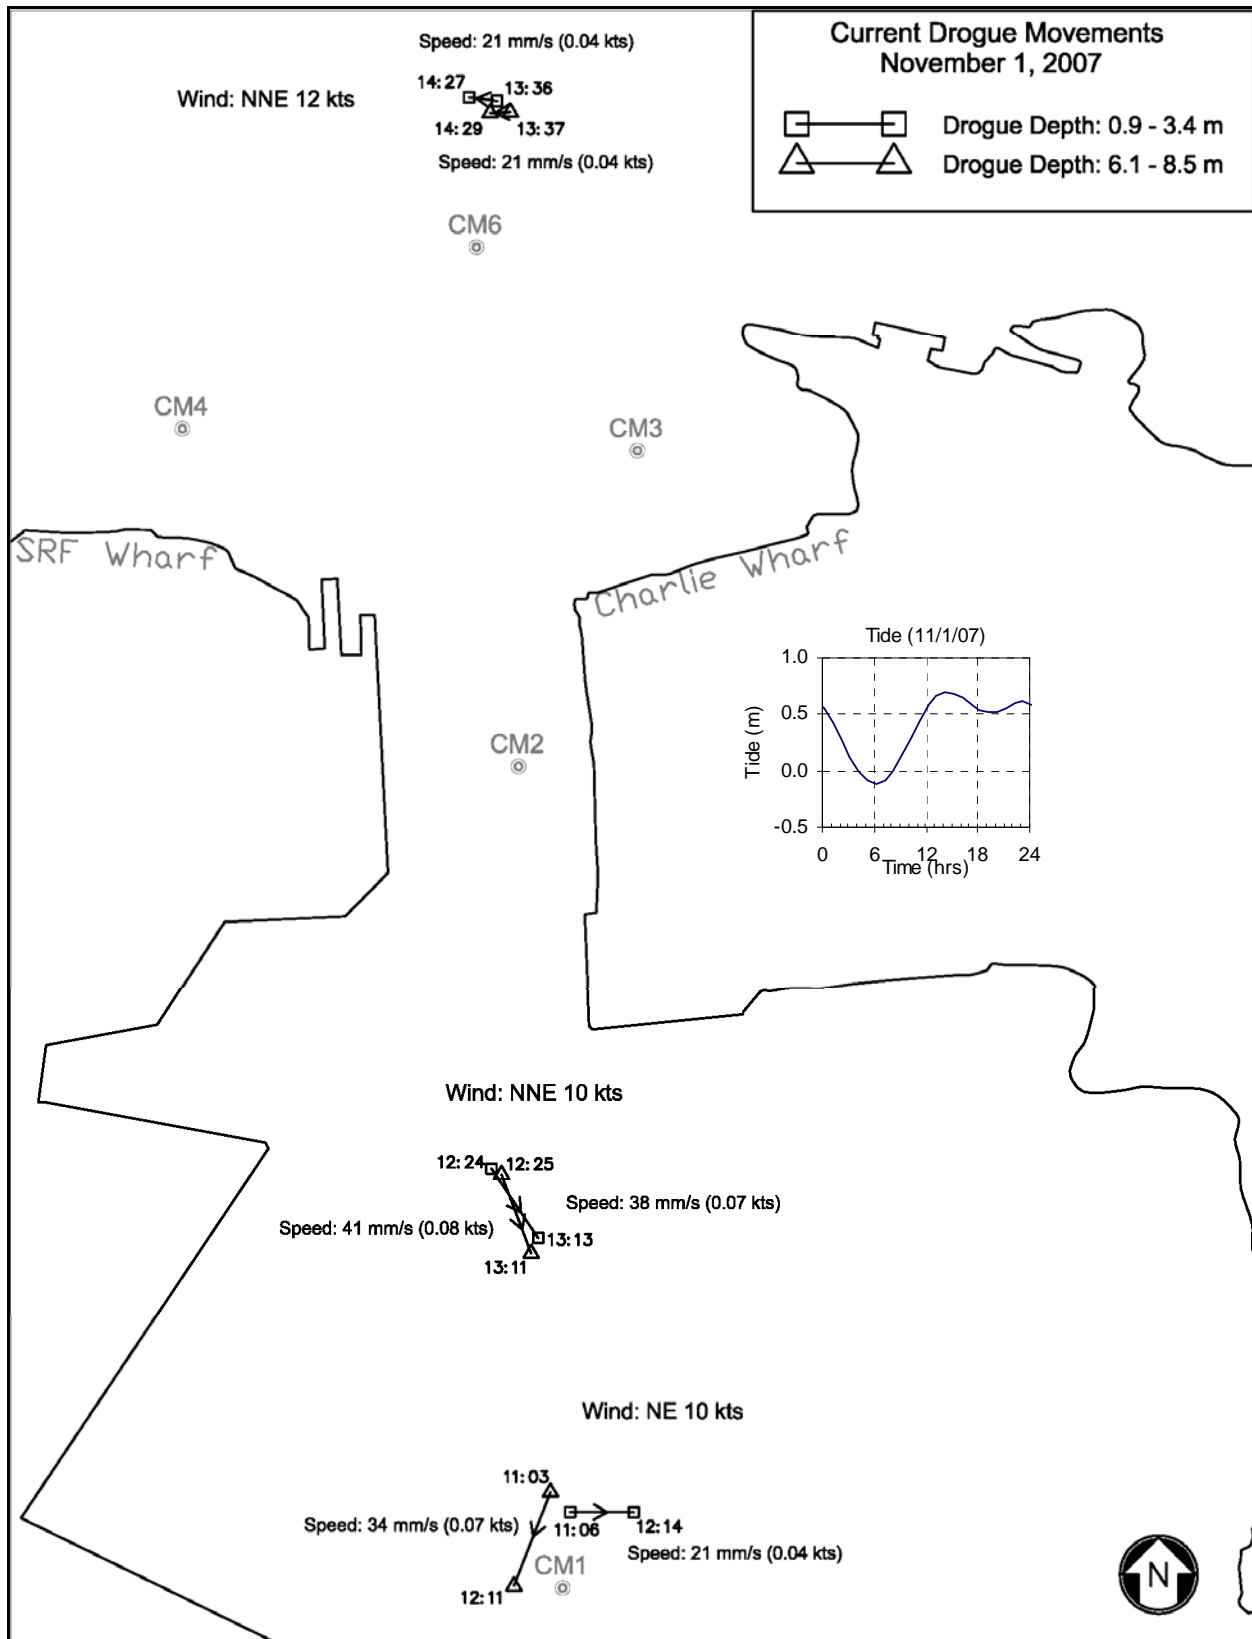 Current Drogue Movements
November 1, 2007
Drogue Depth: 0.9 - 3.4 m
Drogue Depth: 6.1 - 8.5 m
Speed: 21 mm/s (0.04 kts)
14:27
13:36
Wind: NNE 12 kts
14:29
13:37
Speed: 21 mm/s (0.04 kts)
CM6
CM4
CM3
SRF Wharf
Charlie Wharf
Tide (11/1/07)
1.0
0.5
0.0
-0.5
Tide (m)
0 6 12 18 24
Time (hrs)
CM2
Wind: NNE 10 kts
12:24
12:25
Speed: 38 mm/s (0.07 kts)
Speed: 41 mm/s (0.08 kts)
13:13
13:11
Wind: NE 10 kts
11:03
Speed: 34 mm/s (0.07 kts)
11:06
12:14
Speed: 21 mm/s (0.04 kts)
CM1
12:11
N